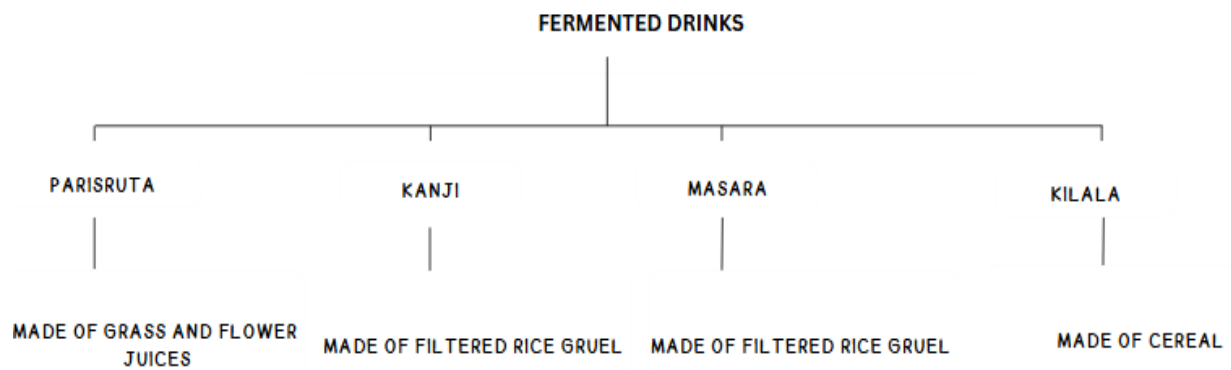 FERMENTED DRINKS
PARISRUTA
KANJI
MASARA
KILALA
MADE OF GRASS AND FLOWER
JUICES
MADE OF FILTERED RICE GRUEL
MADE OF FILTERED RICE GRUEL
MADE OF CEREAL